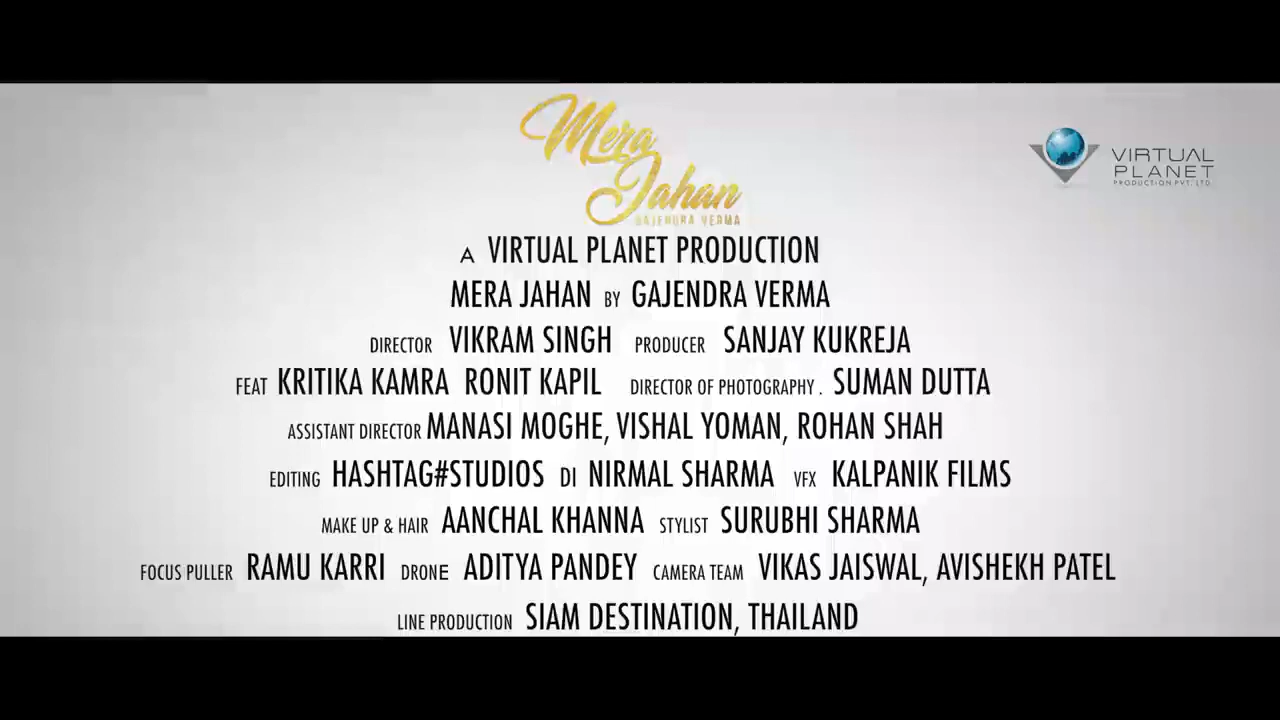 Mera
Jahan
GAJENDRA VERMA
VIRTUAL
PLANET
PRODUCTION PVT. LTD.
A VIRTUAL PLANET PRODUCTION
MERA JAHAN BY GAJENDRA VERMA
DIRECTOR VIKRAM SINGH PRODUCER SANJAY KUKREJA
FEAT KRITIKA KAMRA RONIT KAPIL DIRECTOR OF PHOTOGRAPHY . SUMAN DUTTA
ASSISTANT DIRECTOR MANASI MOGHE, VISHAL YOMAN, ROHAN SHAH
EDITING HASHTAG#STUDIOS DI NIRMAL SHARMA VFX KALPANIK FILMS
MAKE UP & HAIR AANCHAL KHANNA STYLIST SURUBHI SHARMA
FOCUS PULLER RAMU KARRI DRONE ADITYA PANDEY CAMERA TEAM VIKAS JAISWAL, AVISHEKH PATEL
LINE PRODUCTION SIAM DESTINATION, THAILAND